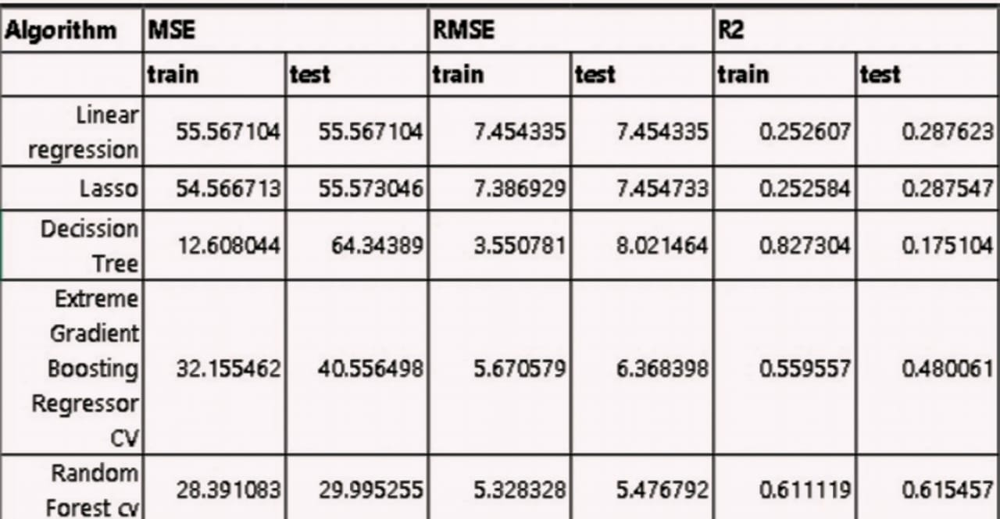 Algorithm MSE RMSE R2
train test train test train test
Linear
regression 55.567104 55.567104 7.454335 7.454335 0.252607 0.287623
Lasso 54.566713 55.573046 7.386929 7.454733 0.252584 0.287547
Decission
Tree 12.608044 64.34389 3.550781 8.021464 0.827304 0.175104
Extreme
Gradient
Boosting 32.155462 40.556498 5.670579 6.368398 0.559557 0.480061
Regressor
CV
Random
Forest cv 28.391083 29.995255 5.328328 5.476792 0.611119 0.615457